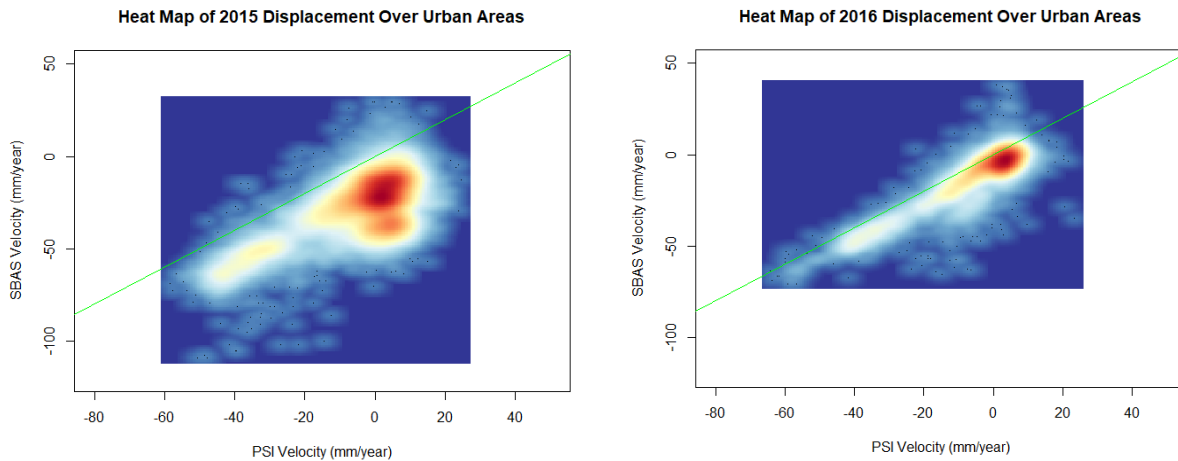 Heat Map of 2015 Displacement Over Urban Areas
50
0
-50
-100
SBAS Velocity (mm/year)
-80 -60 -40 -20 0 20 40
PSI Velocity (mm/year)
Heat Map of 2016 Displacement Over Urban Areas
50
0
-50
-100
SBAS Velocity (mm/year)
-80 -60 -40 -20 0 20 40
PSI Velocity (mm/year)